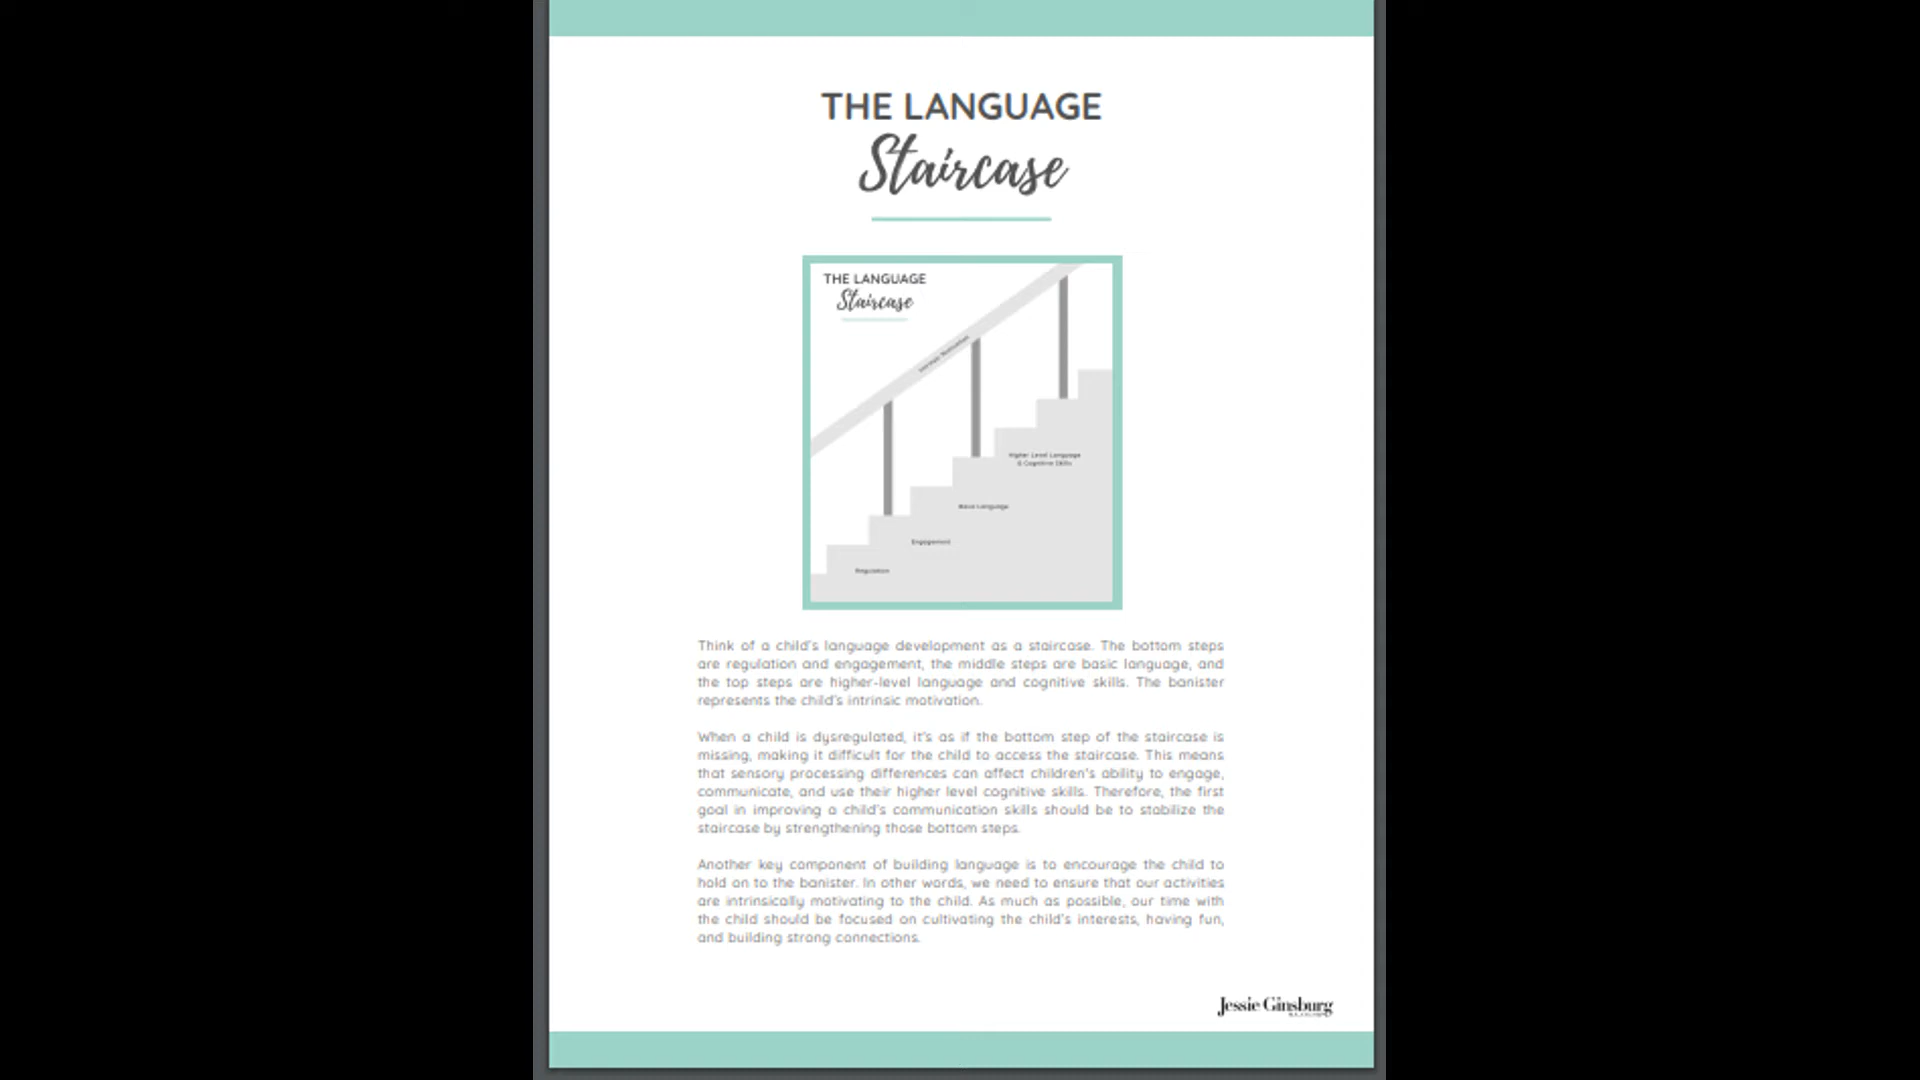 THE LANGUAGE
Staircase
THE LANGUAGE
Staircase
Intrinsic Motivation
Higher Level Language
& Cognitive Skills
Basic Language
Engagement
Regulation
Think of a child's language development as a staircase. The bottom steps
are regulation and engagement, the middle steps are basic language, and
the top steps are higher-level language and cognitive skills. The banister
represents the child's intrinsic motivation.
When a child is dysregulated, it's as if the bottom step of the staircase is
missing, making it difficult for the child to access the staircase. This means
that sensory processing differences can affect children's ability to engage,
communicate, and use their higher level cognitive skills. Therefore, the first
goal in improving a child's communication skills should be to stabilize the
staircase by strengthening those bottom steps.
Another key component of building language is to encourage the child to
hold on to the banister. In other words, we need to ensure that our activities
are intrinsically motivating to the child. As much as possible, our time with
the child should be focused on cultivating the child's interests, having fun,
and building strong connections.
Jessie Ginsburg